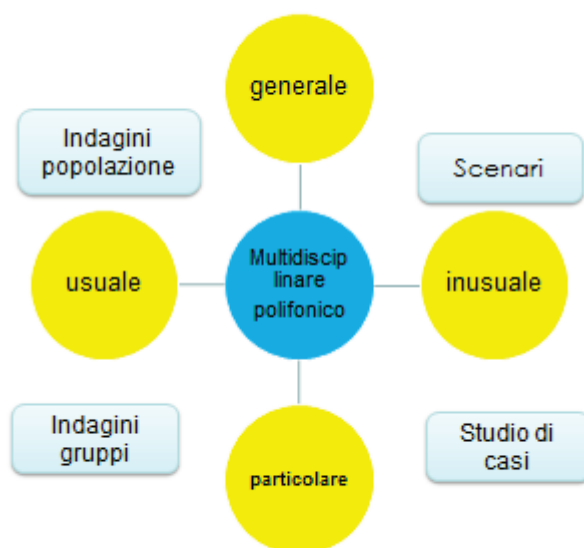 generale
Indagini
popolazione
Scenari
usuale
Multidiscip
linare
polifonico
inusuale
Indagini
gruppi
particolare
Studio di
casi